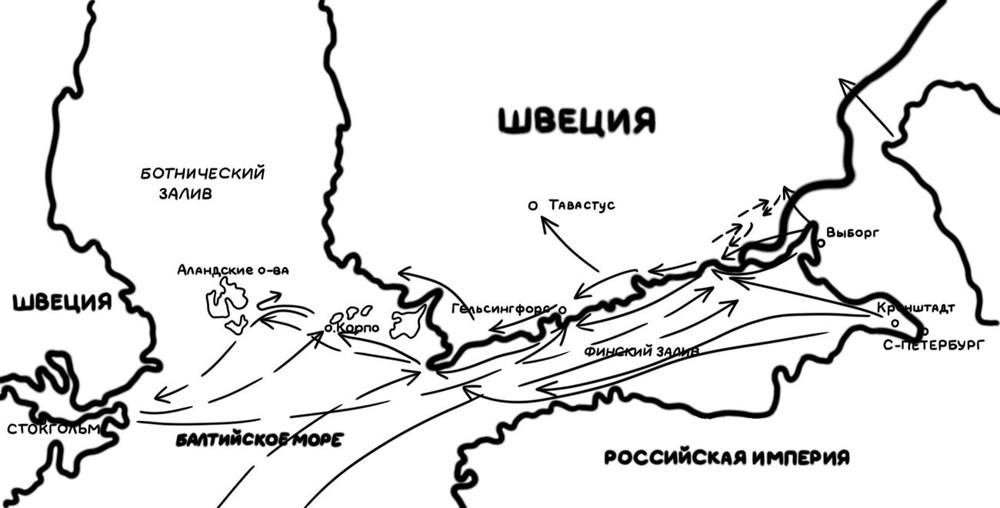 ШВЕЦИЯ
БОТНИЧЕСКИЙ
ЗАЛИВ
Тавастус
Выборг
Аландские о-ва
ШВЕЦИЯ
Гельсингфорс
Кронштадт
Корпо
С-ПЕТЕРБУРГ
ФИНСКИЙ ЗАЛИВ
СТОКГОЛЬМ
БАЛТИЙСКОЕ МОРЕ
РОССИЙСКАЯ ИМПЕРИЯ